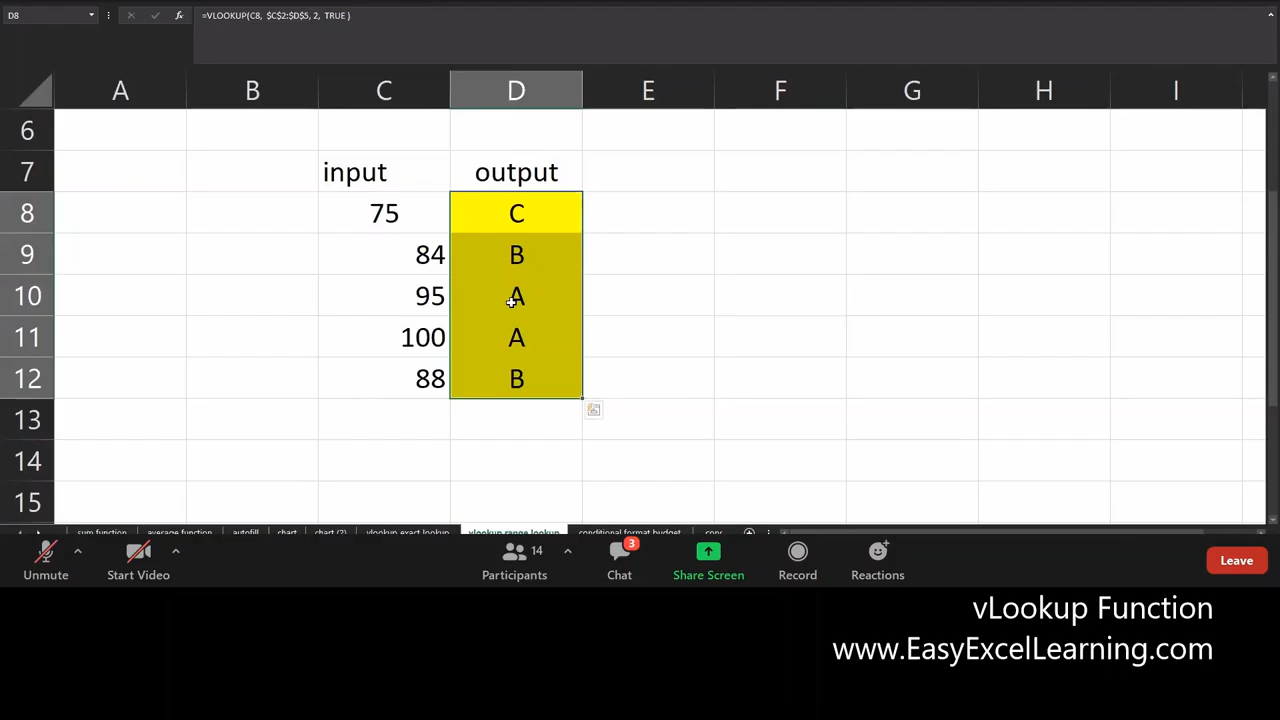 D8
fx
=VLOOKUP(C8, $C$2:$D$5, 2, TRUE )
A B C D E F G H I
6
7 input output
8 75 C
9 84 B
10 95 A
11 100 A
12 88 B
13
14
15
sum function average function autofill chart chart (2) vlookup exact lookup vlookup range lookup conditional format budget copy
14 3
Unmute Start Video Participants Chat Share Screen Record Reactions Leave
vLookup Function
www.EasyExcelLearning.com